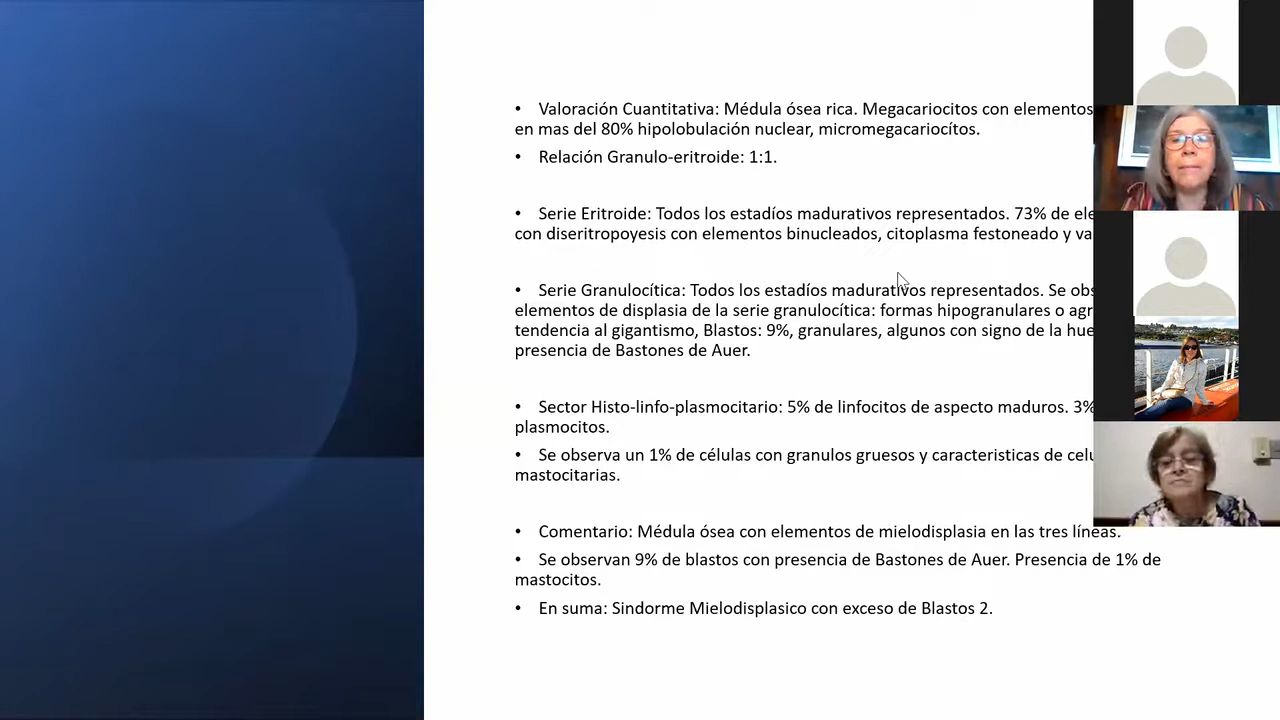 • Valoración Cuantitativa: Médula ósea rica. Megacariocitos con elementos
en mas del 80% hipolobulación nuclear, micromegacariocítos.
• Relación Granulo-eritroide: 1:1.
• Serie Eritroide: Todos los estadíos madurativos representados. 73% de
con diseritropoyesis con elementos binucleados, citoplasma festoneado y
• Serie Granulocítica: Todos los estadíos madurativos representados. Se
elementos de displasia de la serie granulocítica: formas hipogranulares o
tendencia al gigantismo, Blastos: 9%, granulares, algunos con signo de la
presencia de Bastones de Auer.
• Sector Histo-linfo-plasmocitario: 5% de linfocitos de aspecto maduros. 3%
plasmocitos.
• Se observa un 1% de células con granulos gruesos y caracteristicas de
mastocitarias.
• Comentario: Médula ósea con elementos de mielodisplasia en las tres líneas.
• Se observan 9% de blastos con presencia de Bastones de Auer. Presencia de 1% de
mastocitos.
• En suma: Sindorme Mielodisplasico con exceso de Blastos 2.